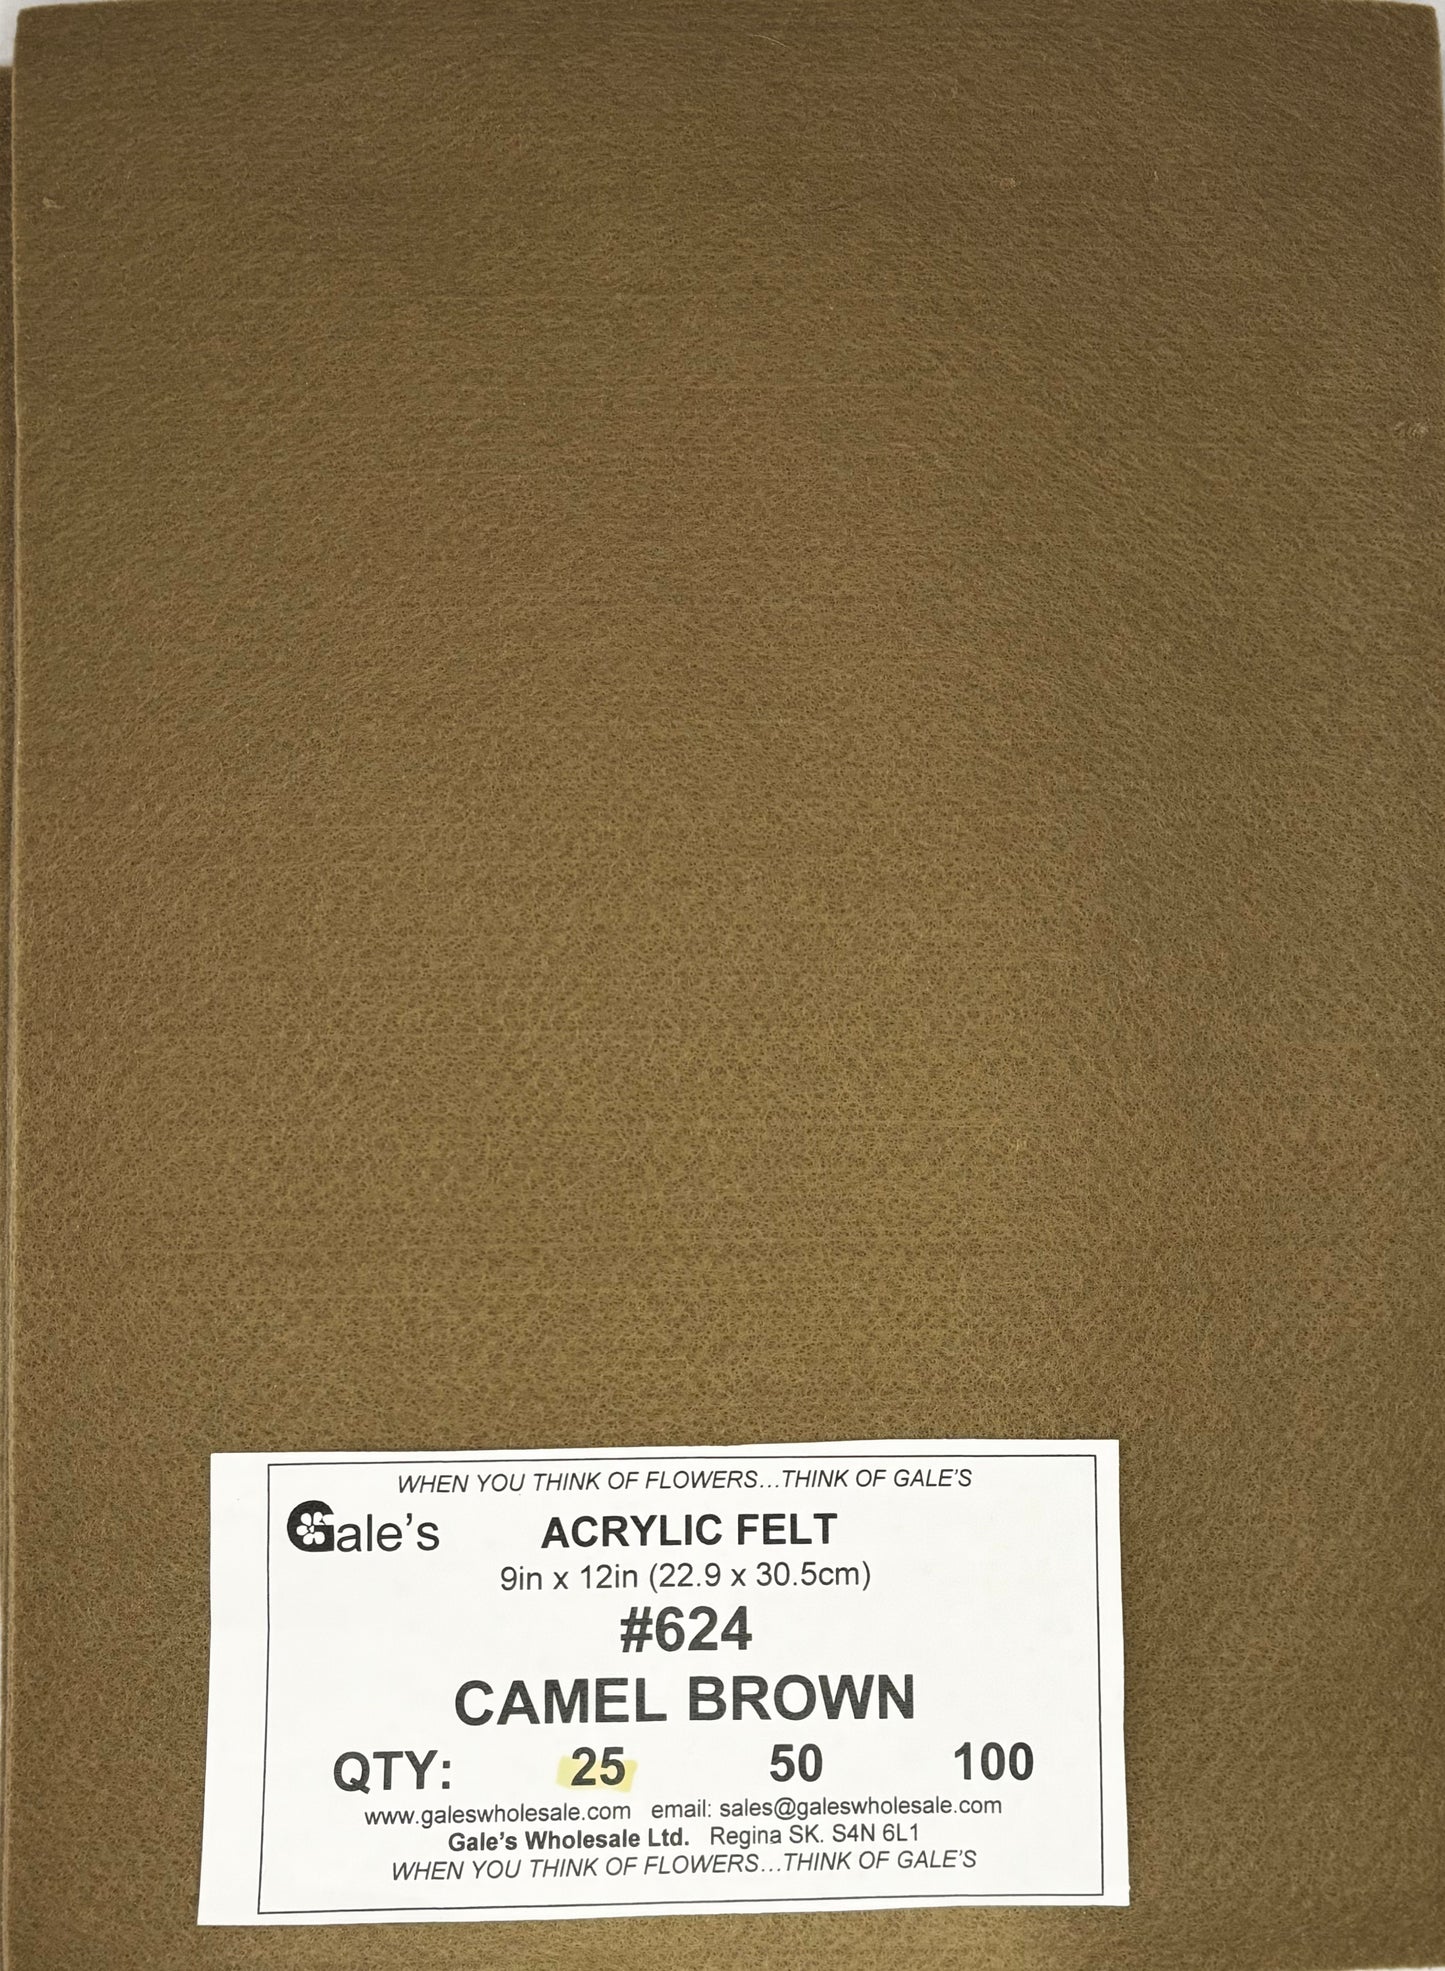 WHEN YOU THINK OF FLOWERS...THINK OF GALE'S
Gale's ACRYLIC FELT
9in x 12in (22.9 x 30.5cm)
#624
CAMEL BROWN
QTY: 25 50 100
www.galeswholesale.com email: sales@galeswholesale.com
Gale's Wholesale Ltd. Regina SK. S4N 6L1
WHEN YOU THINK OF FLOWERS...THINK OF GALE'S